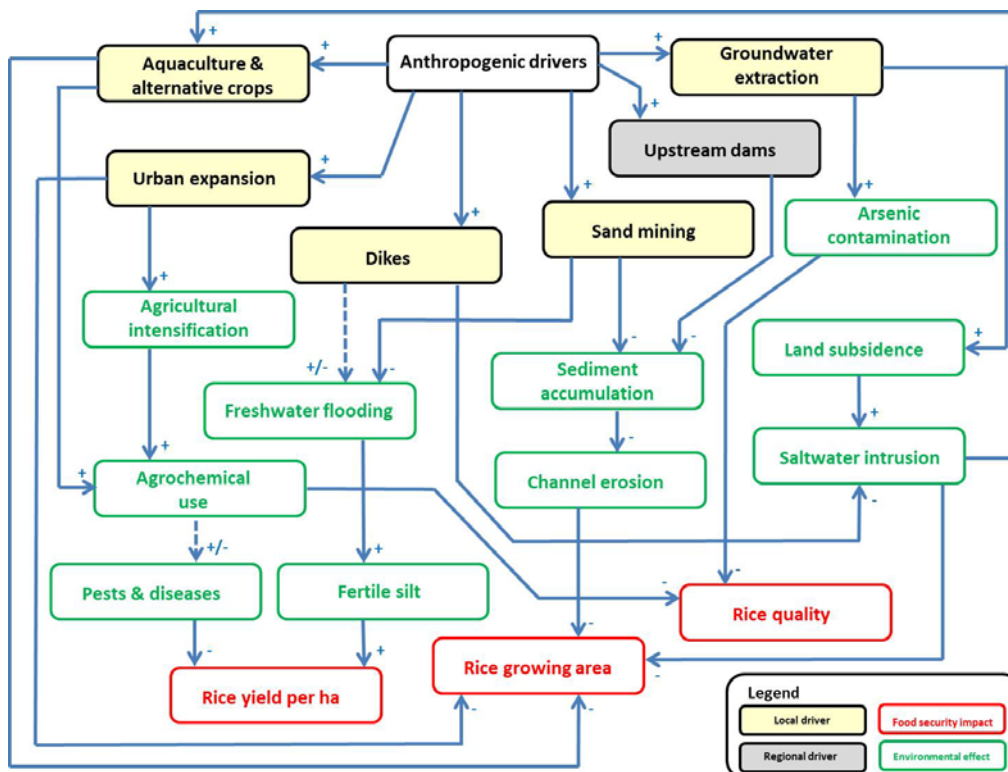 +
Aquaculture &
alternative crops
+
Anthropogenic drivers
+
Groundwater
extraction
+
Upstream dams
Urban expansion
+
+
Dikes
+
Sand mining
+
Arsenic
contamination
+
Agricultural
intensification
+/-
Freshwater flooding
-
-
-
Sediment
accumulation
Land subsidence
+
+
-
Channel erosion
Saltwater intrusion
-
+
+
Agrochemical
use
+/-
Pests & diseases
+
Fertile silt
-
-
Rice quality
-
-
+
Rice yield per ha
Rice growing area
-
-
-
Legend
Local driver
Food security impact
Regional driver
Environmental effect